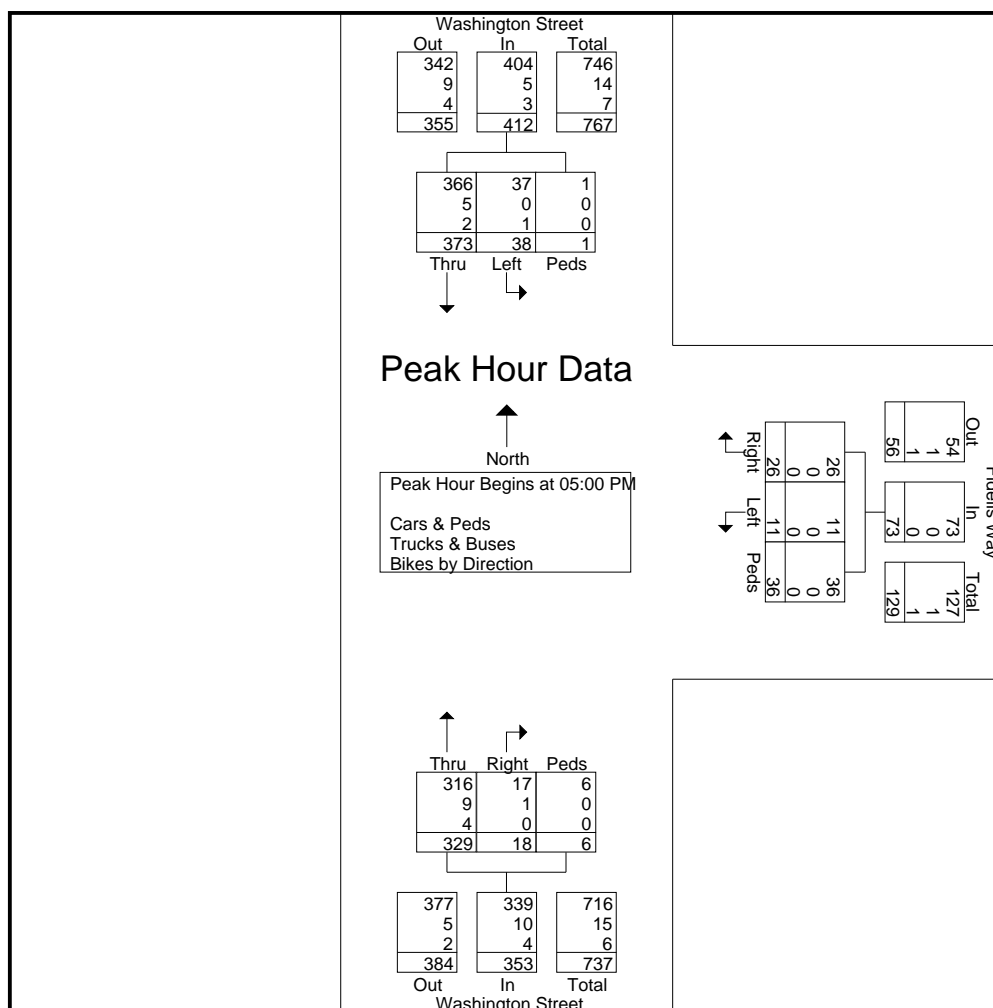 Washington Street
Out In Total
342 404 746
9 5 14
4 3 7
355 412 767
366 37 1
5 0 0
2 1 0
373 38 1
Thru Left Peds
Peak Hour Data
North
Peak Hour Begins at 05:00 PM
Cars & Peds
Trucks & Buses
Bikes by Direction
Right Left Peds
26 11 36
0 0 0
0 0 0
26 11 36
Fidelis Way
Out In Total
54 73 127
1 0 1
1 0 1
56 73 129
Thru Right Peds
316 17 6
9 1 0
4 0 0
329 18 6
377 339 716
5 10 15
2 4 6
384 353 737
Out In Total
Washington Street